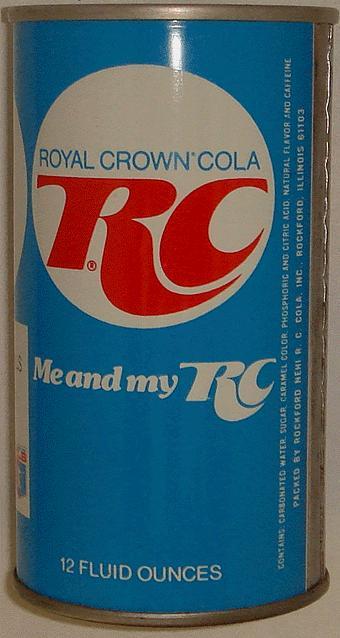 ROYAL CROWN® COLA
RC®
Me and my RC
12 FLUID OUNCES
CONTAINS: CARBONATED WATER, SUGAR, CARAMEL COLOR, PHOSPHORIC AND CITRIC ACID, NATURAL FLAVOR AND CAFFEINE
PACKED BY ROCKFORD NEHI R. C. COLA, INC., ROCKFORD, ILLINOIS 61103